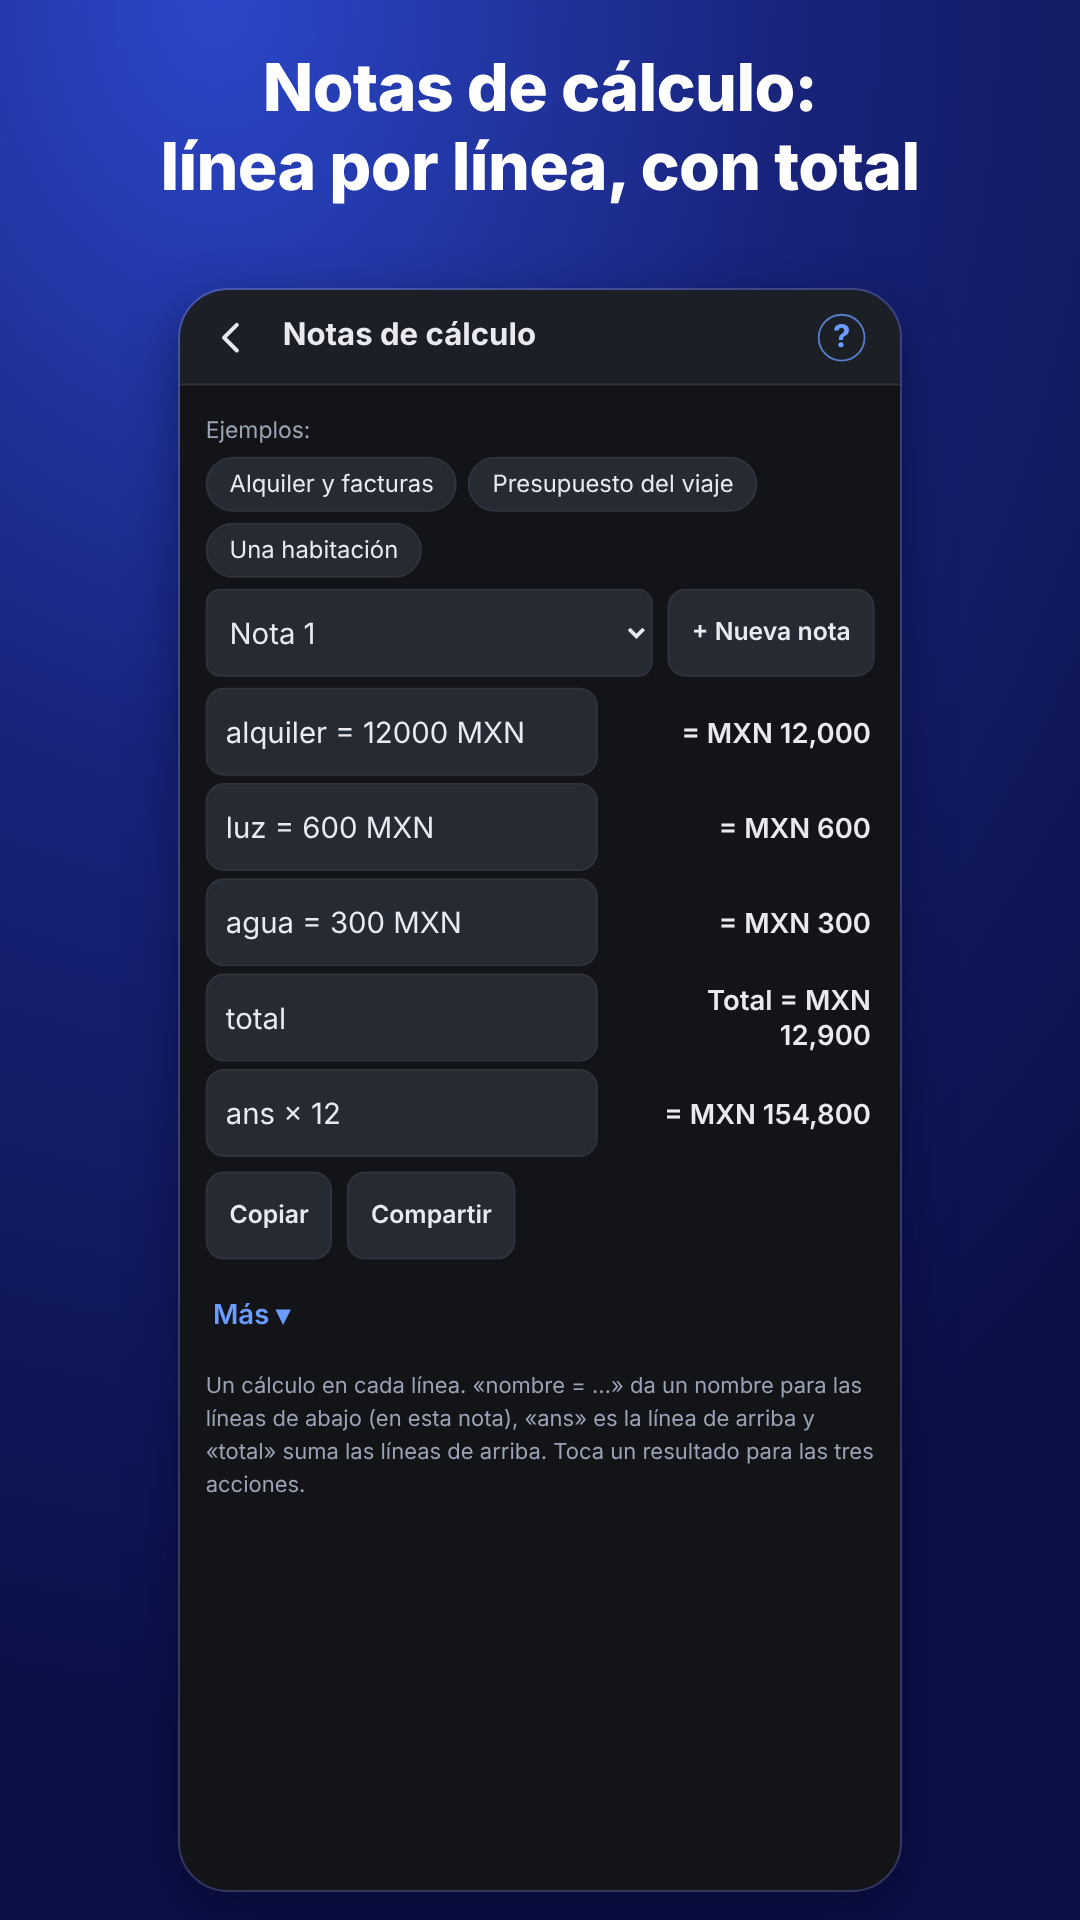 Notas de cálculo:
línea por línea, con total
Notas de cálculo
?
Ejemplos:
Alquiler y facturas
Presupuesto del viaje
Una habitación
Nota 1
+ Nueva nota
alquiler = 12000 MXN
= MXN 12,000
luz = 600 MXN
= MXN 600
agua = 300 MXN
= MXN 300
total
Total = MXN
12,900
ans × 12
= MXN 154,800
Copiar
Compartir
Más ▾
Un cálculo en cada línea. «nombre = ...» da un nombre para las
líneas de abajo (en esta nota), «ans» es la línea de arriba y
«total» suma las líneas de arriba. Toca un resultado para las tres
acciones.